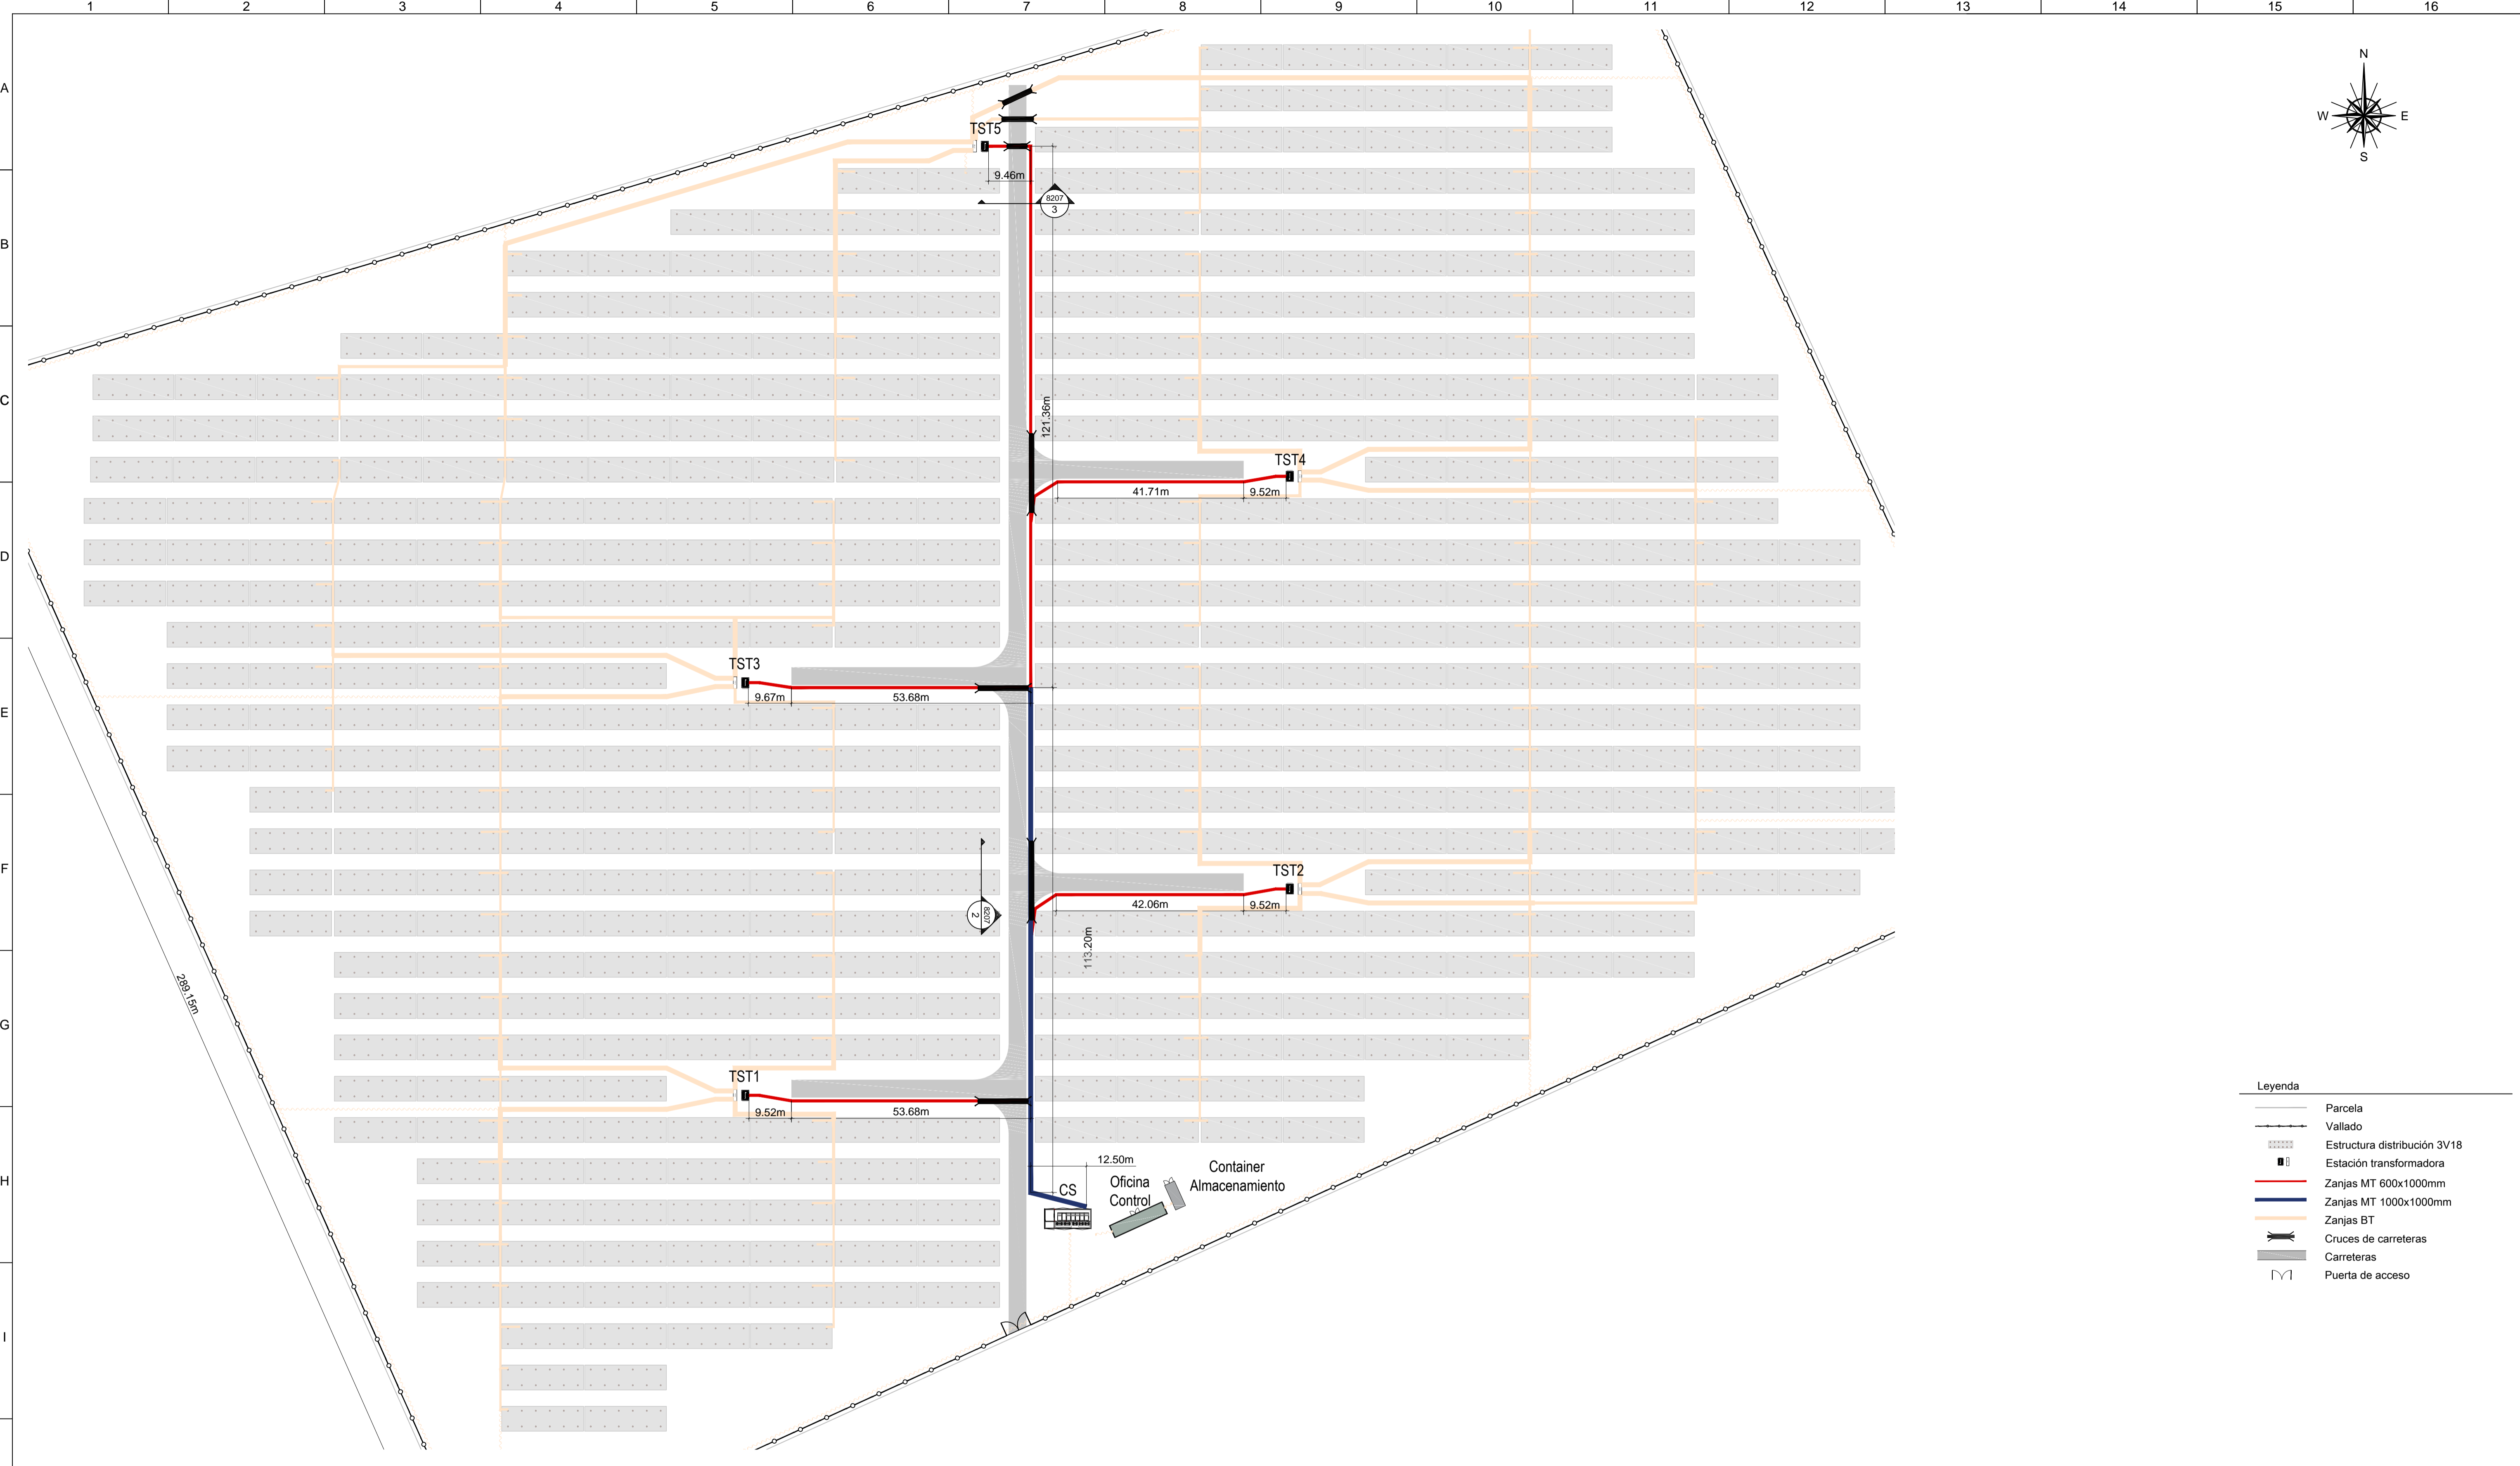 1 2 3 4 5 6 7 8 9 10 11 12 13 14 15 16
A
B
C
D
E
F
G
H
I
N
W E
S
TST5
9.46m
8207
3
121.36m
TST4
41.71m
9.52m
TST3
9.67m
53.68m
TST2
42.06m
9.52m
8207
2
113.20m
289.15m
TST1
9.52m
53.68m
12.50m
CS
Oficina
Control
Container
Almacenamiento
Leyenda
Parcela
Vallado
Estructura distribución 3V18
Estación transformadora
Zanjas MT 600x1000mm
Zanjas MT 1000x1000mm
Zanjas BT
Cruces de carreteras
Carreteras
Puerta de acceso